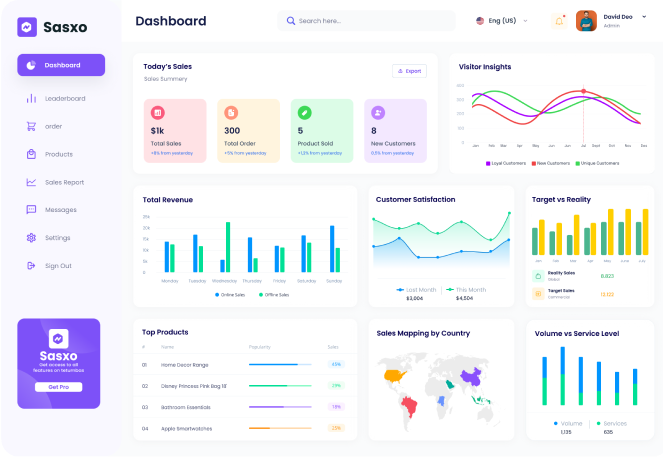 Sasxo
Dashboard
Leaderboard
order
Products
Sales Report
Messages
Settings
Sign Out
Sasxo
Get access to all
features on tetumbas
Get Pro
Dashboard
Search here...
Eng (US)
David Deo
Admin
Today's Sales
Sales Summery
Export
$1k
Total Sales
+8% from yesterday
300
Total Order
+5% from yesterday
5
Product Sold
+1,2% from yesterday
8
New Customers
0,5% from yesterday
Visitor Insights
400
300
200
100
0
Jan Feb Mar Apr May Jun Jun Jul Sept Oct Nov Des
Loyal Customers New Customers Unique Customers
Total Revenue
25k
20k
15k
10k
5k
0
Monday Tuesday Wednesday Thursday Friday Saturday Sunday
Online Sales Offline Sales
Customer Satisfaction
Last Month
$3,004
This Month
$4,504
Target vs Reality
Jan Feb Mar Apr May June July
Reality Sales
Global
8,823
Target Sales
Commercial
12,122
Top Products
# Name Popularity Sales
01 Home Decor Range 45%
02 Disney Princess Pink Bag 18' 29%
03 Bathroom Essentials 18%
04 Apple Smartwatches 25%
Sales Mapping by Country
Volume vs Service Level
Volume
1,135
Services
635